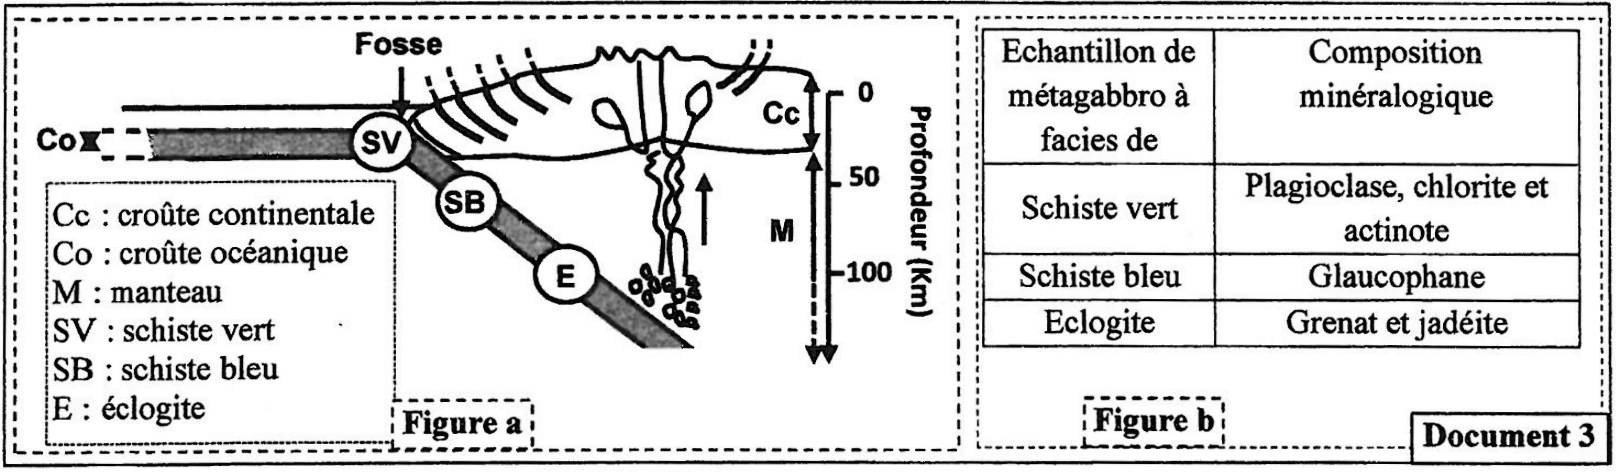 Fosse
Co
SV
SB
E
Cc
M
0
50
100
Profondeur (Km)
Cc : croûte continentale
Co : croûte océanique
M : manteau
SV : schiste vert
SB : schiste bleu
E : éclogite
Figure a
Echantillon de
métagabbro à
facies de
Composition
minéralogique
Schiste vert
Plagioclase, chlorite et
actinote
Schiste bleu
Glaucophane
Eclogite
Grenat et jadéite
Figure b
Document 3